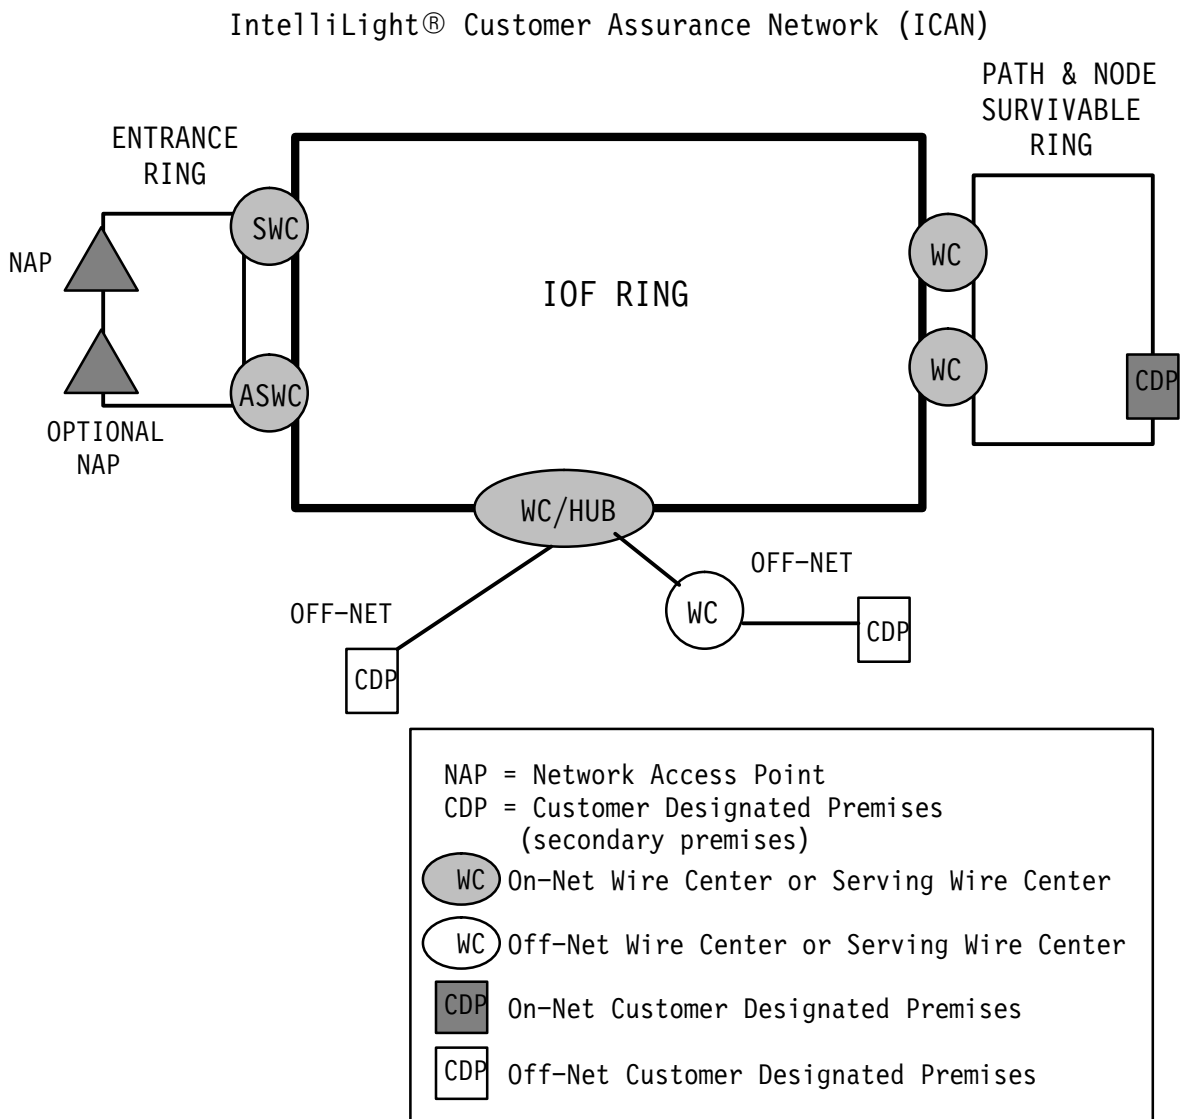 IntelliLight® Customer Assurance Network (ICAN)
PATH & NODE
SURVIVABLE
RING
ENTRANCE
RING
SWC
NAP
WC
IOF RING
WC
CDP
ASWC
OPTIONAL
NAP
WC/HUB
OFF-NET
OFF-NET
WC
CDP
CDP
NAP = Network Access Point
CDP = Customer Designated Premises
(secondary premises)
WC On-Net Wire Center or Serving Wire Center
WC Off-Net Wire Center or Serving Wire Center
CDP On-Net Customer Designated Premises
CDP Off-Net Customer Designated Premises